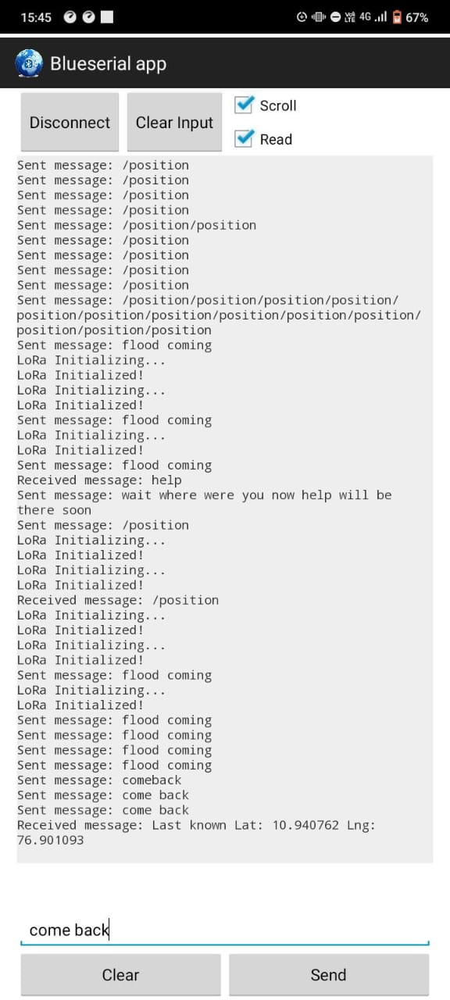 15:45 4G 67%
Blueserial app
Disconnect Clear Input Scroll
Read
Sent message: /position
Sent message: /position
Sent message: /position
Sent message: /position
Sent message: /position/position
Sent message: /position
Sent message: /position
Sent message: /position
Sent message: /position
Sent message: /position/position/position/position/
position/position/position/position/position/position/
position/position/position
Sent message: flood coming
LoRa Initializing...
LoRa Initialized!
LoRa Initializing...
LoRa Initialized!
Sent message: flood coming
LoRa Initializing...
LoRa Initialized!
Sent message: flood coming
Received message: help
Sent message: wait where were you now help will be
there soon
Sent message: /position
LoRa Initializing...
LoRa Initialized!
LoRa Initializing...
LoRa Initialized!
Received message: /position
LoRa Initializing...
LoRa Initialized!
LoRa Initializing...
LoRa Initialized!
Sent message: flood coming
LoRa Initializing...
LoRa Initialized!
Sent message: flood coming
Sent message: flood coming
Sent message: flood coming
Sent message: flood coming
Sent message: comeback
Sent message: come back
Sent message: come back
Received message: Last known Lat: 10.940762 Lng:
76.901093
come back
Clear Send